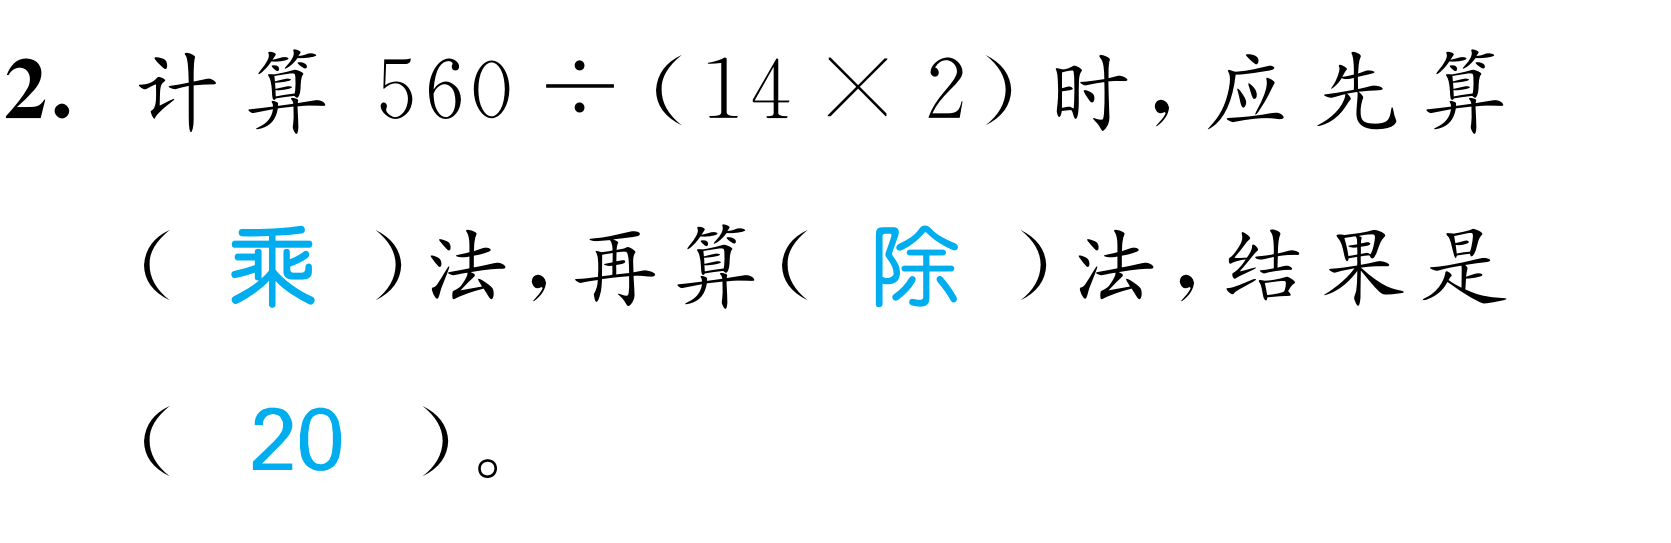 2. 计算 560÷(14×2)时,应先算
( 乘 )法,再算( 除 )法,结果是
( 20 )。